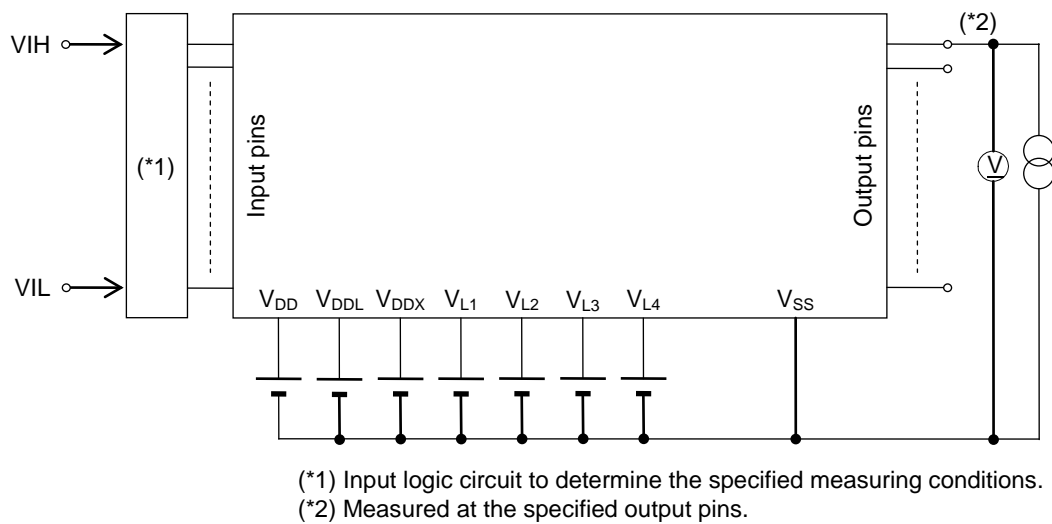 VIH
(*2)
(*1)
Input pins
Output pins
V
VIL
VDD
VDDL
VDDX
VL1
VL2
VL3
VL4
VSS
(*1) Input logic circuit to determine the specified measuring conditions.
(*2) Measured at the specified output pins.